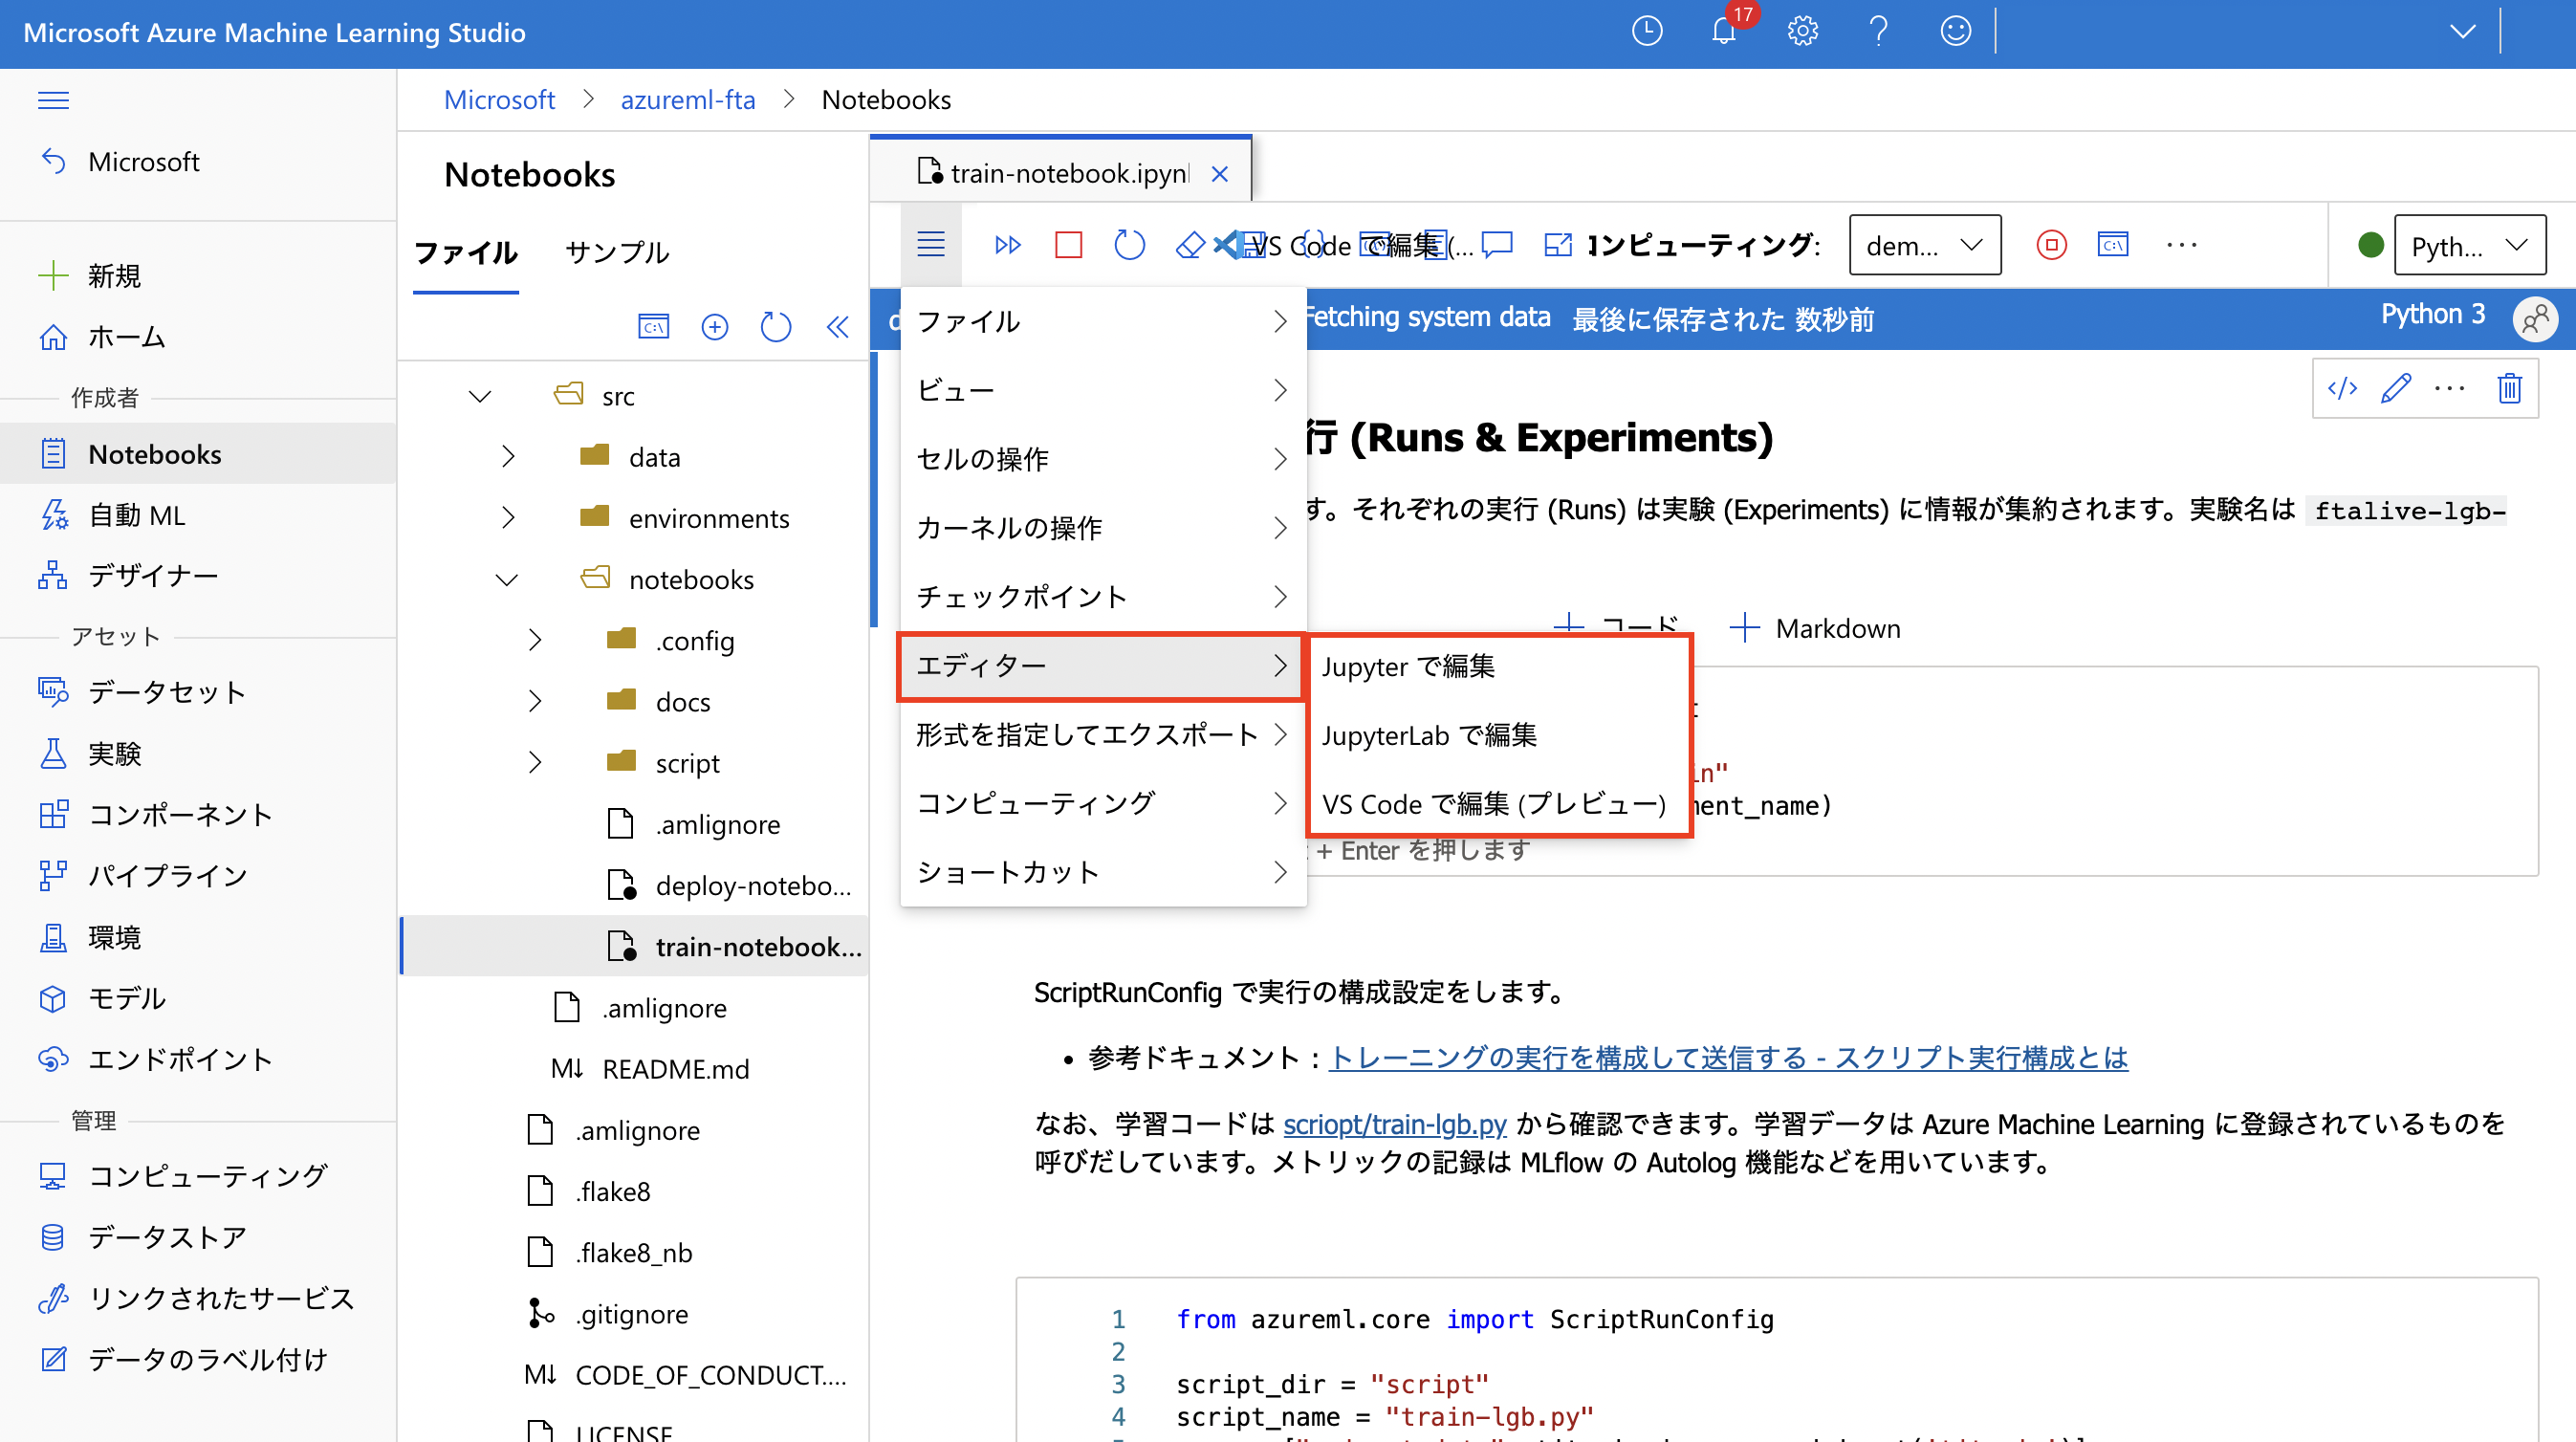 Microsoft Azure Machine Learning Studio
17
Microsoft > azureml-fta > Notebooks
Microsoft
新規
ホーム
作成者
Notebooks
自動 ML
デザイナー
アセット
データセット
実験
コンポーネント
パイプライン
環境
モデル
エンドポイント
管理
コンピューティング
データストア
リンクされたサービス
データのラベル付け
Notebooks
ファイル サンプル
src
data
environments
notebooks
.config
docs
script
.amlignore
deploy-notebo...
train-notebook...
.amlignore
README.md
.amlignore
.flake8
.flake8_nb
.gitignore
CODE_OF_CONDUCT....
LICENSE
train-notebook.ipynl
VS Code で編集 (... コンピューティング: dem... Pyth...
Fetching system data 最後に保存された 数秒前 Python 3
ファイル
ビュー
セルの操作
カーネルの操作
チェックポイント
エディター
形式を指定してエクスポート
コンピューティング
ショートカット
Jupyter で編集
JupyterLab で編集
VS Code で編集 (プレビュー)
行 (Runs & Experiments)
す。それぞれの実行 (Runs) は実験 (Experiments) に情報が集約されます。実験名は ftalive-lgb-
コード Markdown
in"
ment_name)
+ Enter を押します
ScriptRunConfig で実行の構成設定をします。
• 参考ドキュメント：トレーニングの実行を構成して送信する - スクリプト実行構成とは
なお、学習コードは scriopt/train-lgb.py から確認できます。学習データは Azure Machine Learning に登録されているものを
呼びだしています。メトリックの記録は MLflow の Autolog 機能などを用いています。
1 from azureml.core import ScriptRunConfig
2
3 script_dir = "script"
4 script_name = "train-lgb.py"